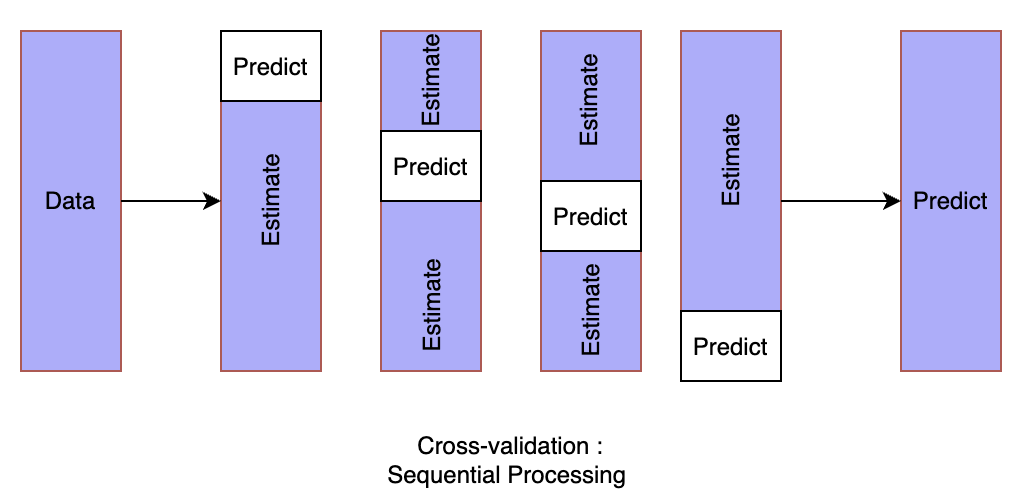 Data
Predict
Estimate
Estimate
Predict
Estimate
Estimate
Predict
Estimate
Estimate
Predict
Predict
Cross-validation :
Sequential Processing